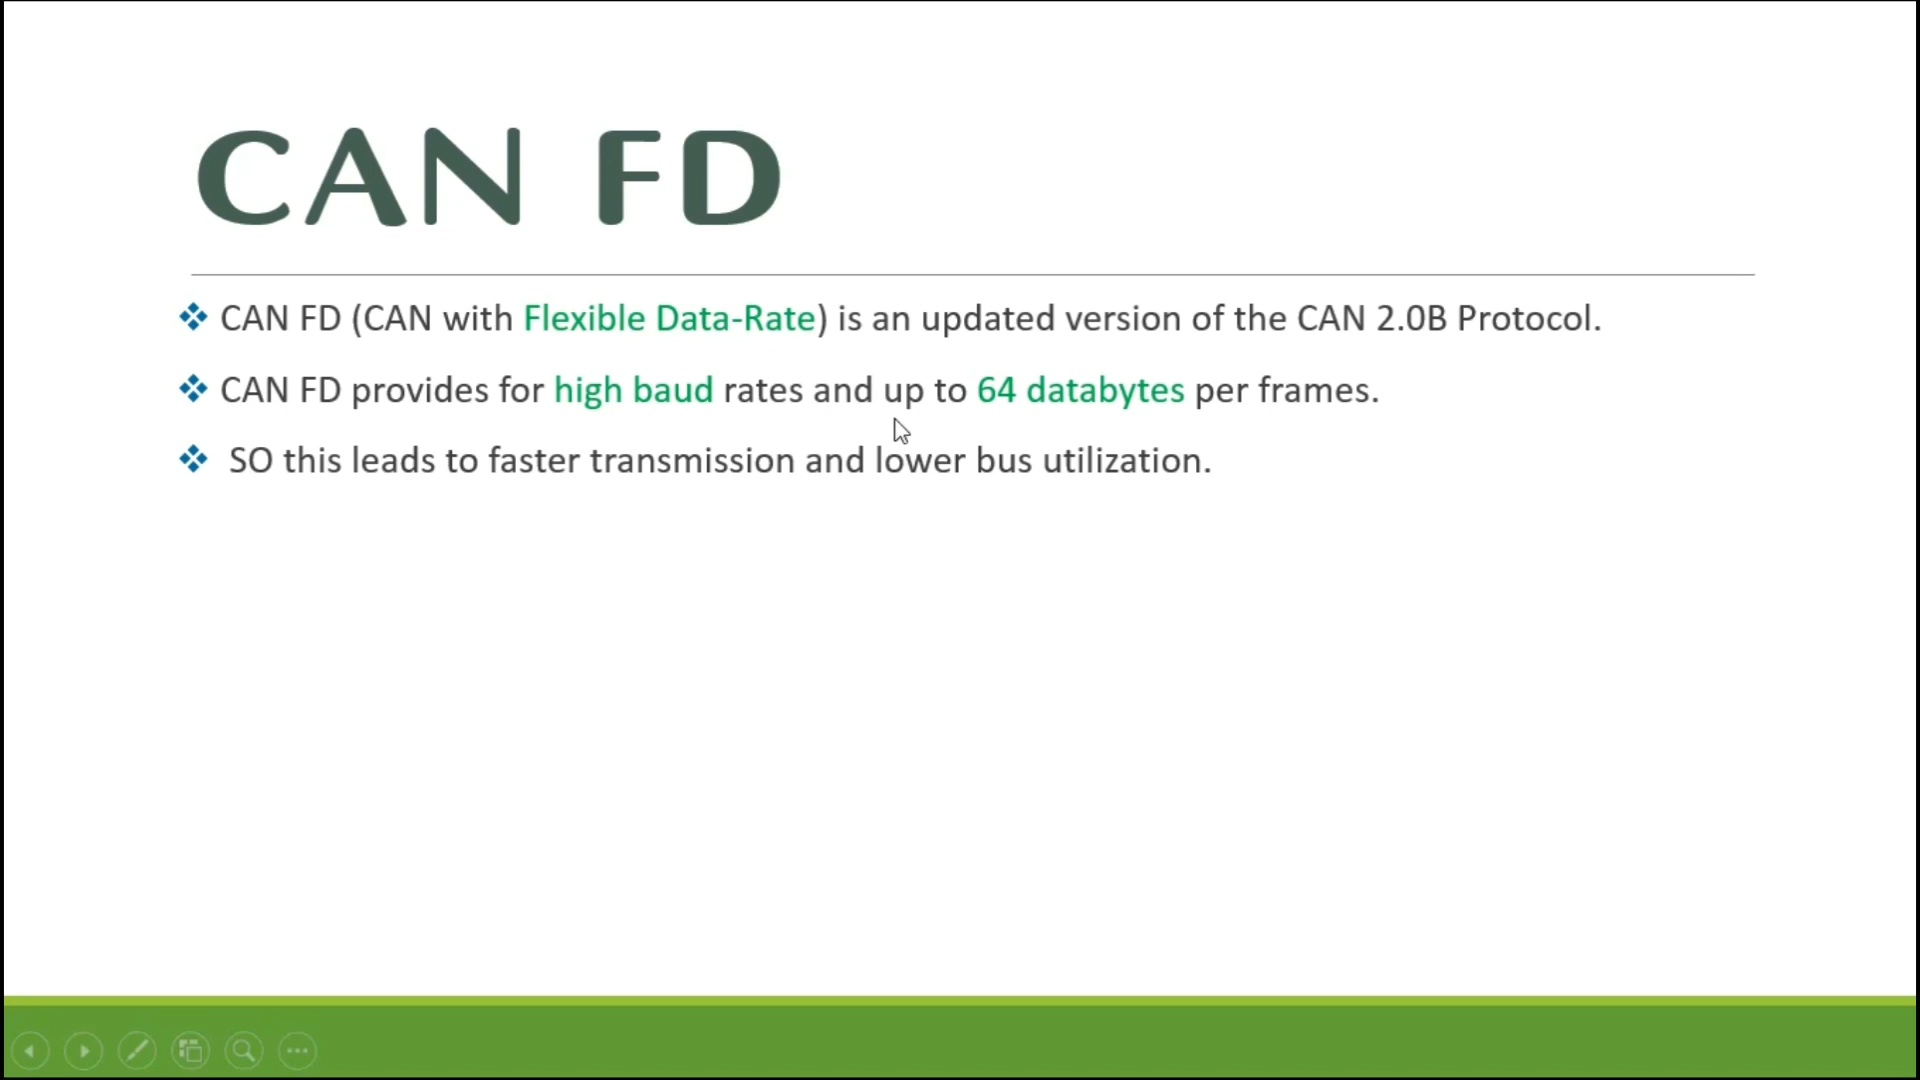 CAN FD
CAN FD (CAN with Flexible Data-Rate) is an updated version of the CAN 2.0B Protocol.
CAN FD provides for high baud rates and up to 64 databytes per frames.
SO this leads to faster transmission and lower bus utilization.